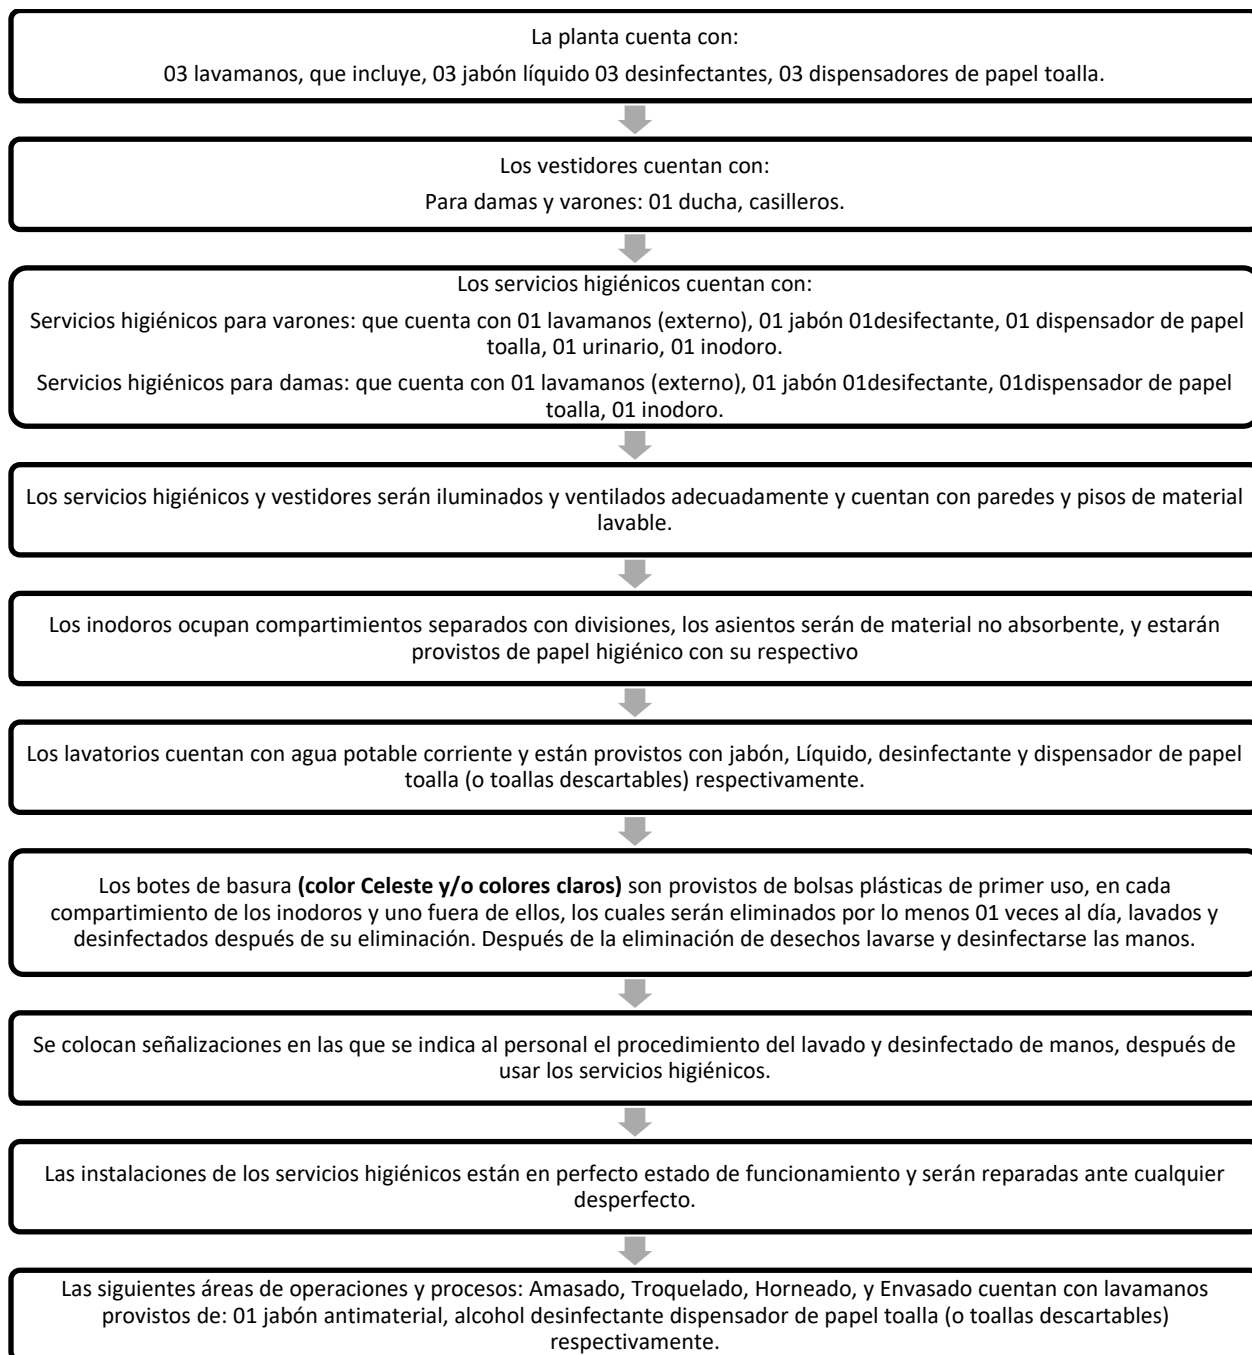 La planta cuenta con:
03 lavamanos, que incluye, 03 jabón líquido 03 desinfectantes, 03 dispensadores de papel toalla.
Los vestidores cuentan con:
Para damas y varones: 01 ducha, casilleros.
Los servicios higiénicos cuentan con:
Servicios higiénicos para varones: que cuenta con 01 lavamanos (externo), 01 jabón 01desifectante, 01 dispensador de papel
toalla, 01 urinario, 01 inodoro.
Servicios higiénicos para damas: que cuenta con 01 lavamanos (externo), 01 jabón 01desifectante, 01dispensador de papel
toalla, 01 inodoro.
Los servicios higiénicos y vestidores serán iluminados y ventilados adecuadamente y cuentan con paredes y pisos de material
lavable.
Los inodoros ocupan compartimientos separados con divisiones, los asientos serán de material no absorbente, y estarán
provistos de papel higiénico con su respectivo
Los lavatorios cuentan con agua potable corriente y están provistos con jabón, Líquido, desinfectante y dispensador de papel
toalla (o toallas descartables) respectivamente.
Los botes de basura (color Celeste y/o colores claros) son provistos de bolsas plásticas de primer uso, en cada
compartimiento de los inodoros y uno fuera de ellos, los cuales serán eliminados por lo menos 01 veces al día, lavados y
desinfectados después de su eliminación. Después de la eliminación de desechos lavarse y desinfectarse las manos.
Se colocan señalizaciones en las que se indica al personal el procedimiento del lavado y desinfectado de manos, después de
usar los servicios higiénicos.
Las instalaciones de los servicios higiénicos están en perfecto estado de funcionamiento y serán reparadas ante cualquier
desperfecto.
Las siguientes áreas de operaciones y procesos: Amasado, Troquelado, Horneado, y Envasado cuentan con lavamanos
provistos de: 01 jabón antimaterial, alcohol desinfectante dispensador de papel toalla (o toallas descartables)
respectivamente.